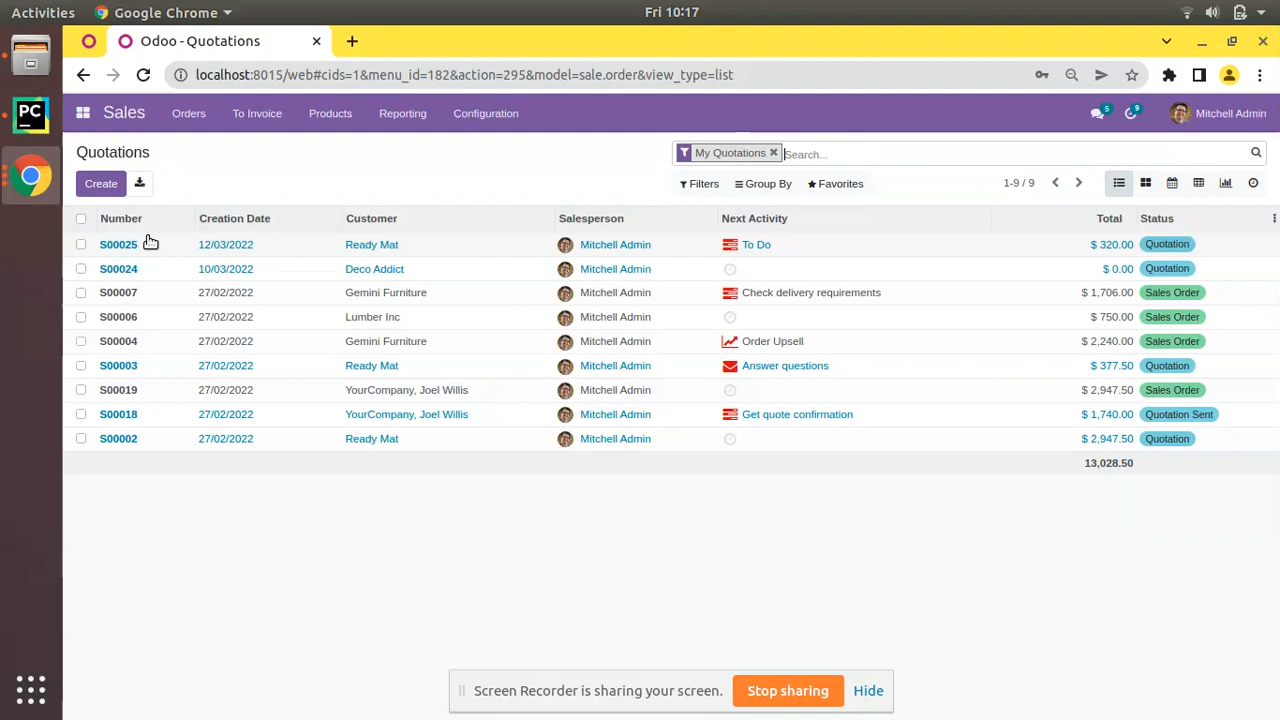 Activities Google Chrome Fri 10:17
Odoo - Quotations
localhost:8015/web#cids=1&menu_id=182&action=295&model=sale.order&view_type=list
Sales Orders To Invoice Products Reporting Configuration 5 9 Mitchell Admin
Quotations My Quotations Search...
Create Filters Group By Favorites 1-9 / 9
Number Creation Date Customer Salesperson Next Activity Total Status
S00025 12/03/2022 Ready Mat Mitchell Admin To Do $ 320.00 Quotation
S00024 10/03/2022 Deco Addict Mitchell Admin $ 0.00 Quotation
S00007 27/02/2022 Gemini Furniture Mitchell Admin Check delivery requirements $ 1,706.00 Sales Order
S00006 27/02/2022 Lumber Inc Mitchell Admin $ 750.00 Sales Order
S00004 27/02/2022 Gemini Furniture Mitchell Admin Order Upsell $ 2,240.00 Sales Order
S00003 27/02/2022 Ready Mat Mitchell Admin Answer questions $ 377.50 Quotation
S00019 27/02/2022 YourCompany, Joel Willis Mitchell Admin $ 2,947.50 Sales Order
S00018 27/02/2022 YourCompany, Joel Willis Mitchell Admin Get quote confirmation $ 1,740.00 Quotation Sent
S00002 27/02/2022 Ready Mat Mitchell Admin $ 2,947.50 Quotation
13,028.50
Screen Recorder is sharing your screen. Stop sharing Hide
PC